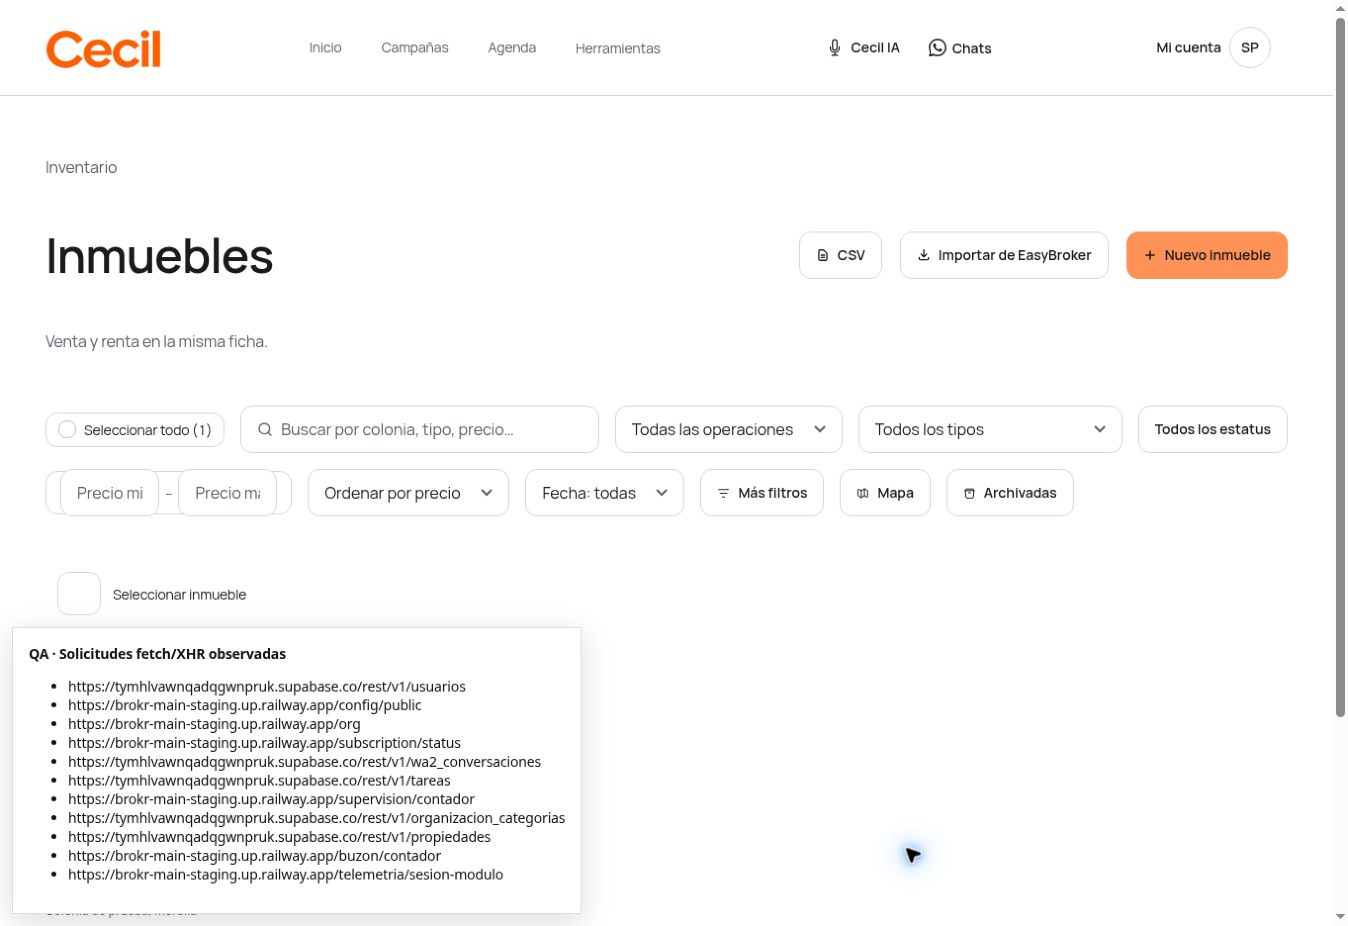 Cecil
Inicio Campañas Agenda Herramientas Cecil IA Chats Mi cuenta SP
Inventario
Inmuebles
CSV Importar de EasyBroker + Nuevo inmueble
Venta y renta en la misma ficha.
Seleccionar todo (1) Buscar por colonia, tipo, precio... Todas las operaciones Todos los tipos Todos los estatus
Precio mi – Precio má Ordenar por precio Fecha: todas Más filtros Mapa Archivadas
Seleccionar inmueble
QA · Solicitudes fetch/XHR observadas
• https://tymhlvawnqadqgwnpruk.supabase.co/rest/v1/usuarios
• https://brokr-main-staging.up.railway.app/config/public
• https://brokr-main-staging.up.railway.app/org
• https://brokr-main-staging.up.railway.app/subscription/status
• https://tymhlvawnqadqgwnpruk.supabase.co/rest/v1/wa2_conversaciones
• https://tymhlvawnqadqgwnpruk.supabase.co/rest/v1/tareas
• https://brokr-main-staging.up.railway.app/supervision/contador
• https://tymhlvawnqadqgwnpruk.supabase.co/rest/v1/organizacion_categorias
• https://tymhlvawnqadqgwnpruk.supabase.co/rest/v1/propiedades
• https://brokr-main-staging.up.railway.app/buzon/contador
• https://brokr-main-staging.up.railway.app/telemetria/sesion-modulo